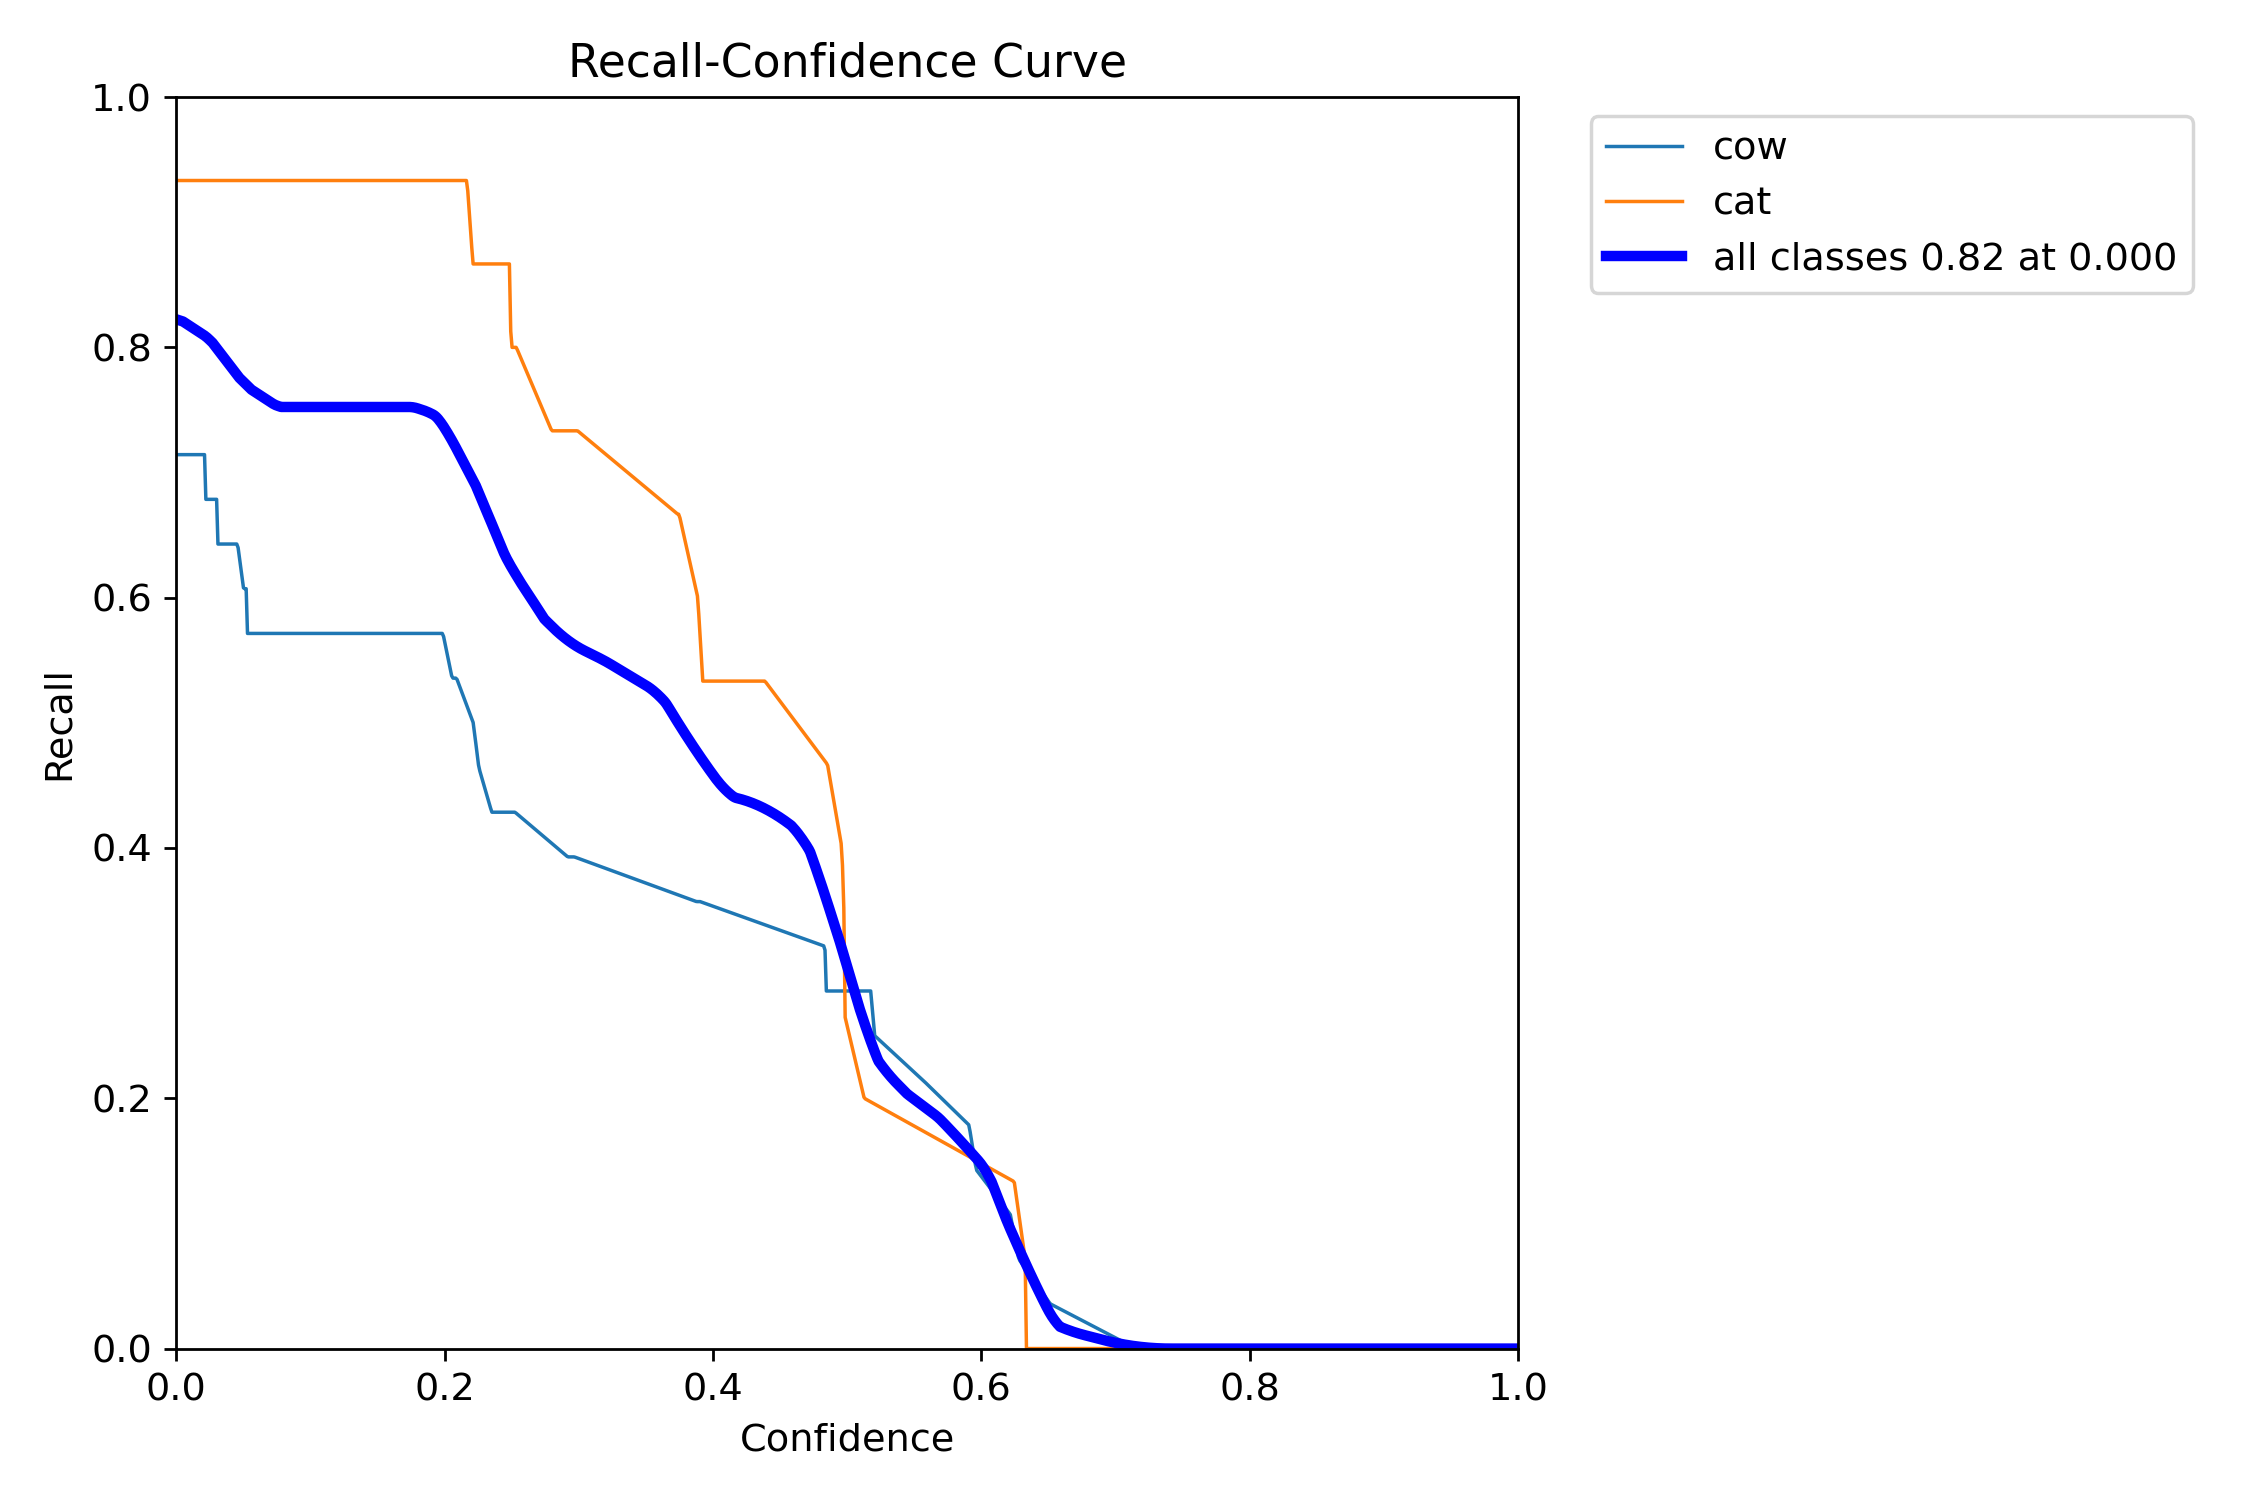 Recall-Confidence Curve
cow
cat
all classes 0.82 at 0.000
1.0
0.8
0.6
0.4
0.2
0.0
Recall
0.0 0.2 0.4 0.6 0.8 1.0
Confidence